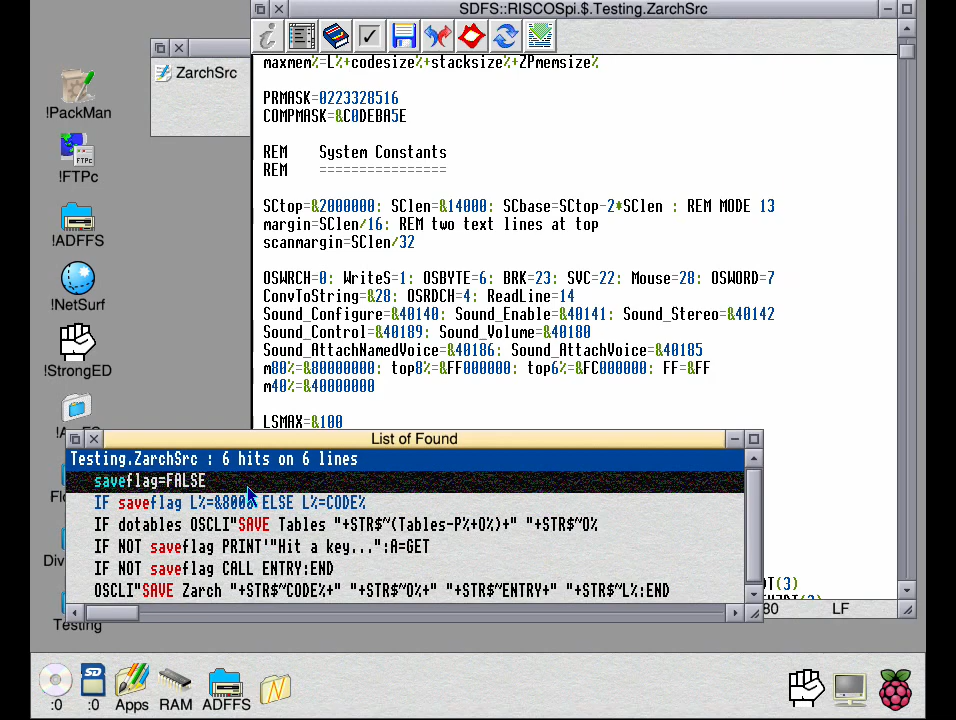 SDFS::RISCOSpi.$.Testing.ZarchSrc
ZarchSrc
maxmem%=L%+codesize%+stacksize%+ZPmemsize%
PRMASK=0223328516
COMPMASK=&C0DEBA5E
REM    System Constants
REM    ================
SCtop=&2000000: SClen=&14000: SCbase=SCtop-2*SClen : REM MODE 13
margin=SClen/16: REM two text lines at top
scanmargin=SClen/32
OSWRCH=0: WriteS=1: OSBYTE=6: BRK=23: SVC=22: Mouse=28: OSWORD=7
ConvToString=&28: OSRDCH=4: ReadLine=14
Sound_Configure=&40140: Sound_Enable=&40141: Sound_Stereo=&40142
Sound_Control=&40189: Sound_Volume=&40180
Sound_AttachNamedVoice=&40186: Sound_AttachVoice=&40185
m80%=&80000000: top8%=&FF000000: top6%=&FC000000: FF=&FF
m40%=&40000000
LSMAX=&100
!PackMan
FTPc
!FTPc
!ADFFS
!NetSurf
!StrongED
!A
Fl
Div
Testing
List of Found
Testing.ZarchSrc : 6 hits on 6 lines
saveflag=FALSE
IF saveflag L%=&8000 ELSE L%=CODE%
IF dotables OSCLI"SAVE Tables "+STR$~(Tables-P%+O%)+" "+STR$~O%
IF NOT saveflag PRINT'"Hit a key...":A=GET
IF NOT saveflag CALL ENTRY:END
OSCLI"SAVE Zarch "+STR$~CODE%+" "+STR$~O%+" "+STR$~ENTRY+" "+STR$~L%:END
DT(3)
80 LF
:0
:0
Apps
RAM
ADFFS